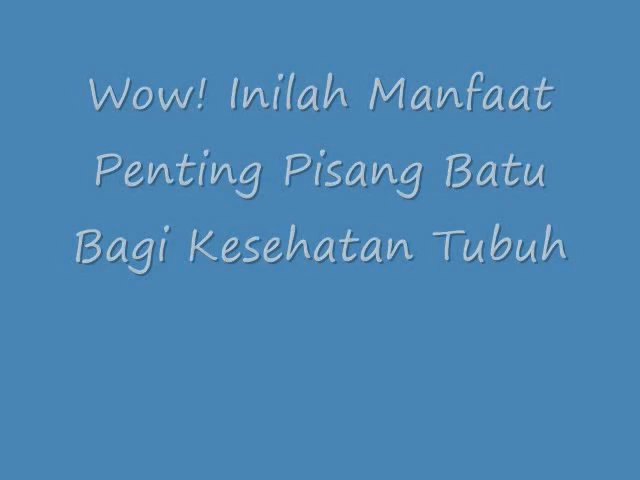 Wow! Inilah Manfaat
Penting Pisang Batu
Bagi Kesehatan Tubuh